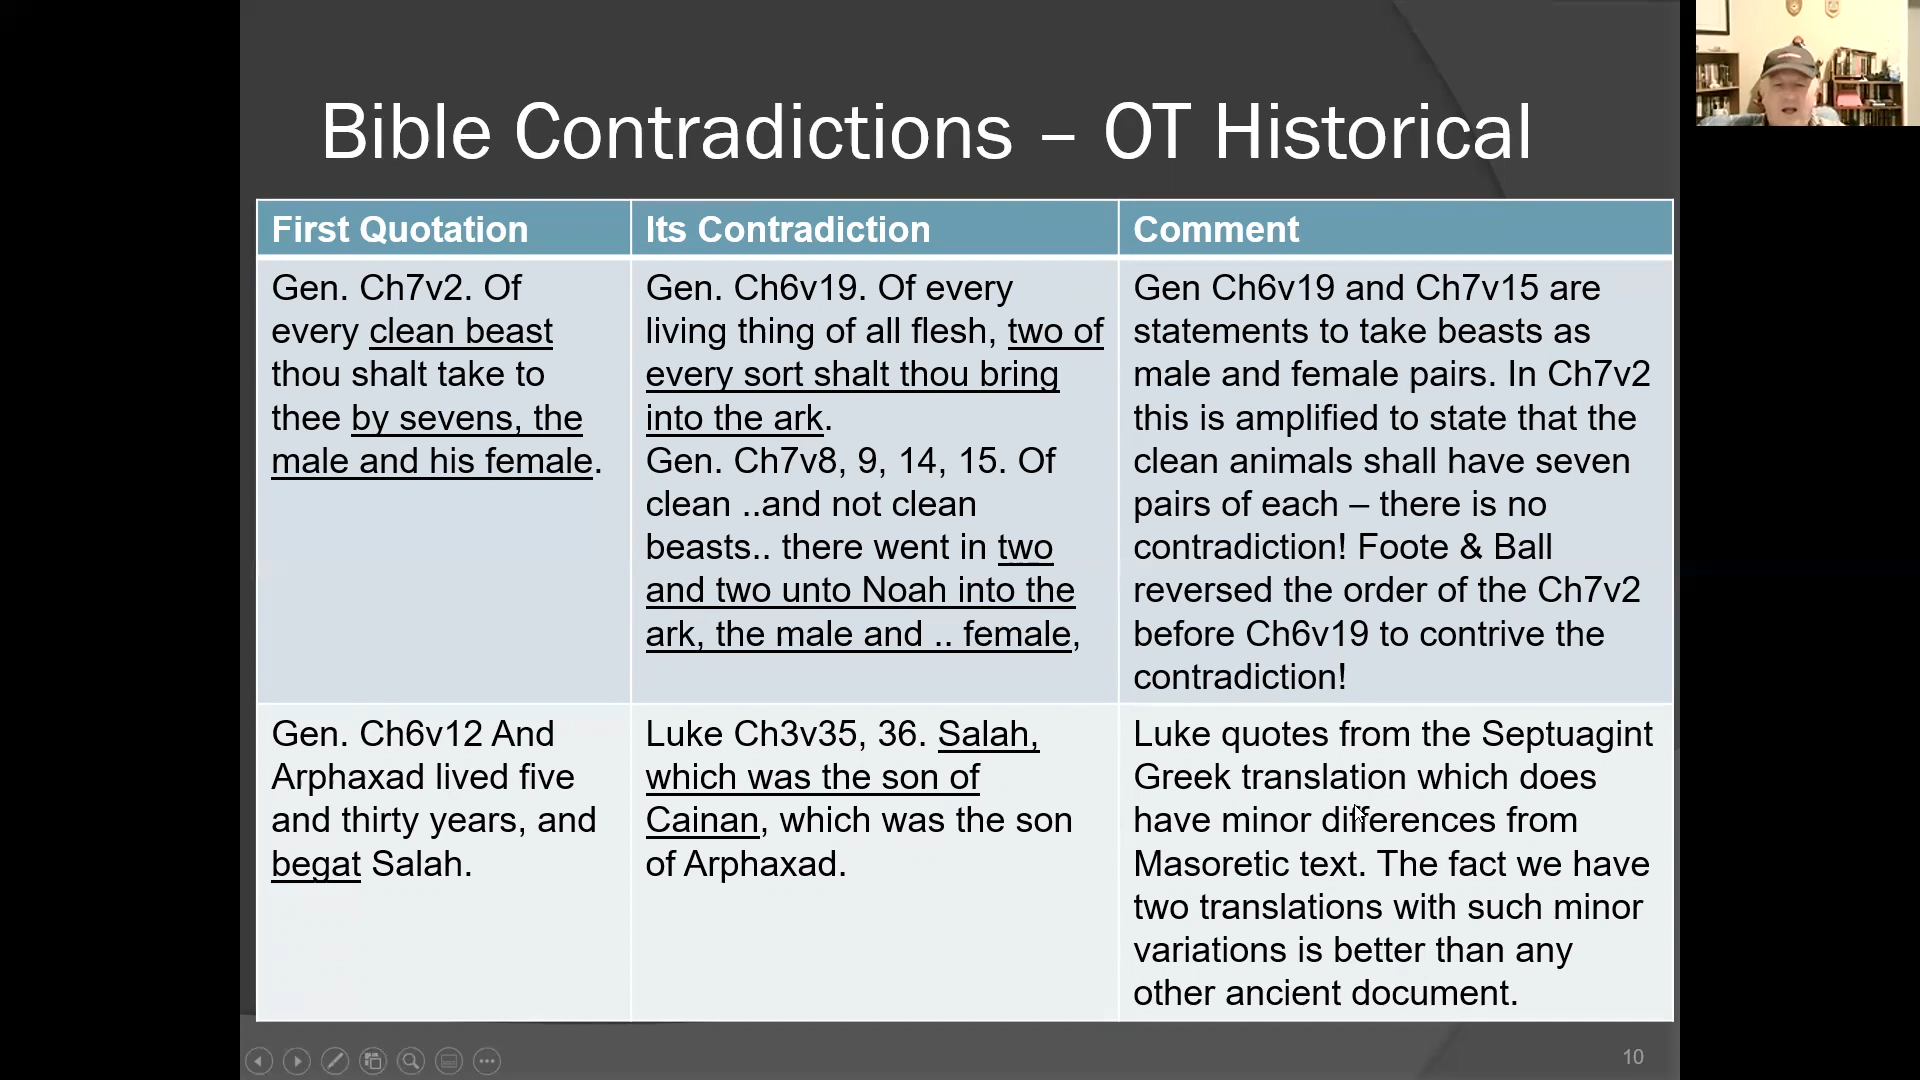 Bible Contradictions – OT Historical
First Quotation
Its Contradiction
Comment
Gen. Ch7v2. Of
every clean beast
thou shalt take to
thee by sevens, the
male and his female.
Gen. Ch6v19. Of every
living thing of all flesh, two of
every sort shalt thou bring
into the ark.
Gen. Ch7v8, 9, 14, 15. Of
clean ..and not clean
beasts.. there went in two
and two unto Noah into the
ark, the male and .. female,
Gen Ch6v19 and Ch7v15 are
statements to take beasts as
male and female pairs. In Ch7v2
this is amplified to state that the
clean animals shall have seven
pairs of each – there is no
contradiction! Foote & Ball
reversed the order of the Ch7v2
before Ch6v19 to contrive the
contradiction!
Gen. Ch6v12 And
Arphaxad lived five
and thirty years, and
begat Salah.
Luke Ch3v35, 36. Salah,
which was the son of
Cainan, which was the son
of Arphaxad.
Luke quotes from the Septuagint
Greek translation which does
have minor differences from
Masoretic text. The fact we have
two translations with such minor
variations is better than any
other ancient document.
10